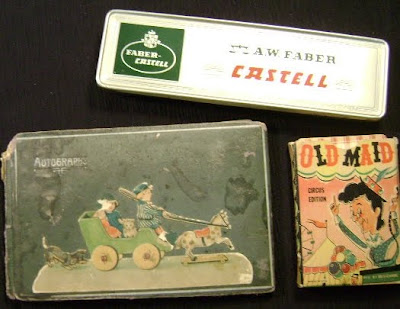 FABER-
CASTELL
A.W. FABER
CASTELL
AUTOGRAPHS
OLD MAID
CIRCUS
EDITION